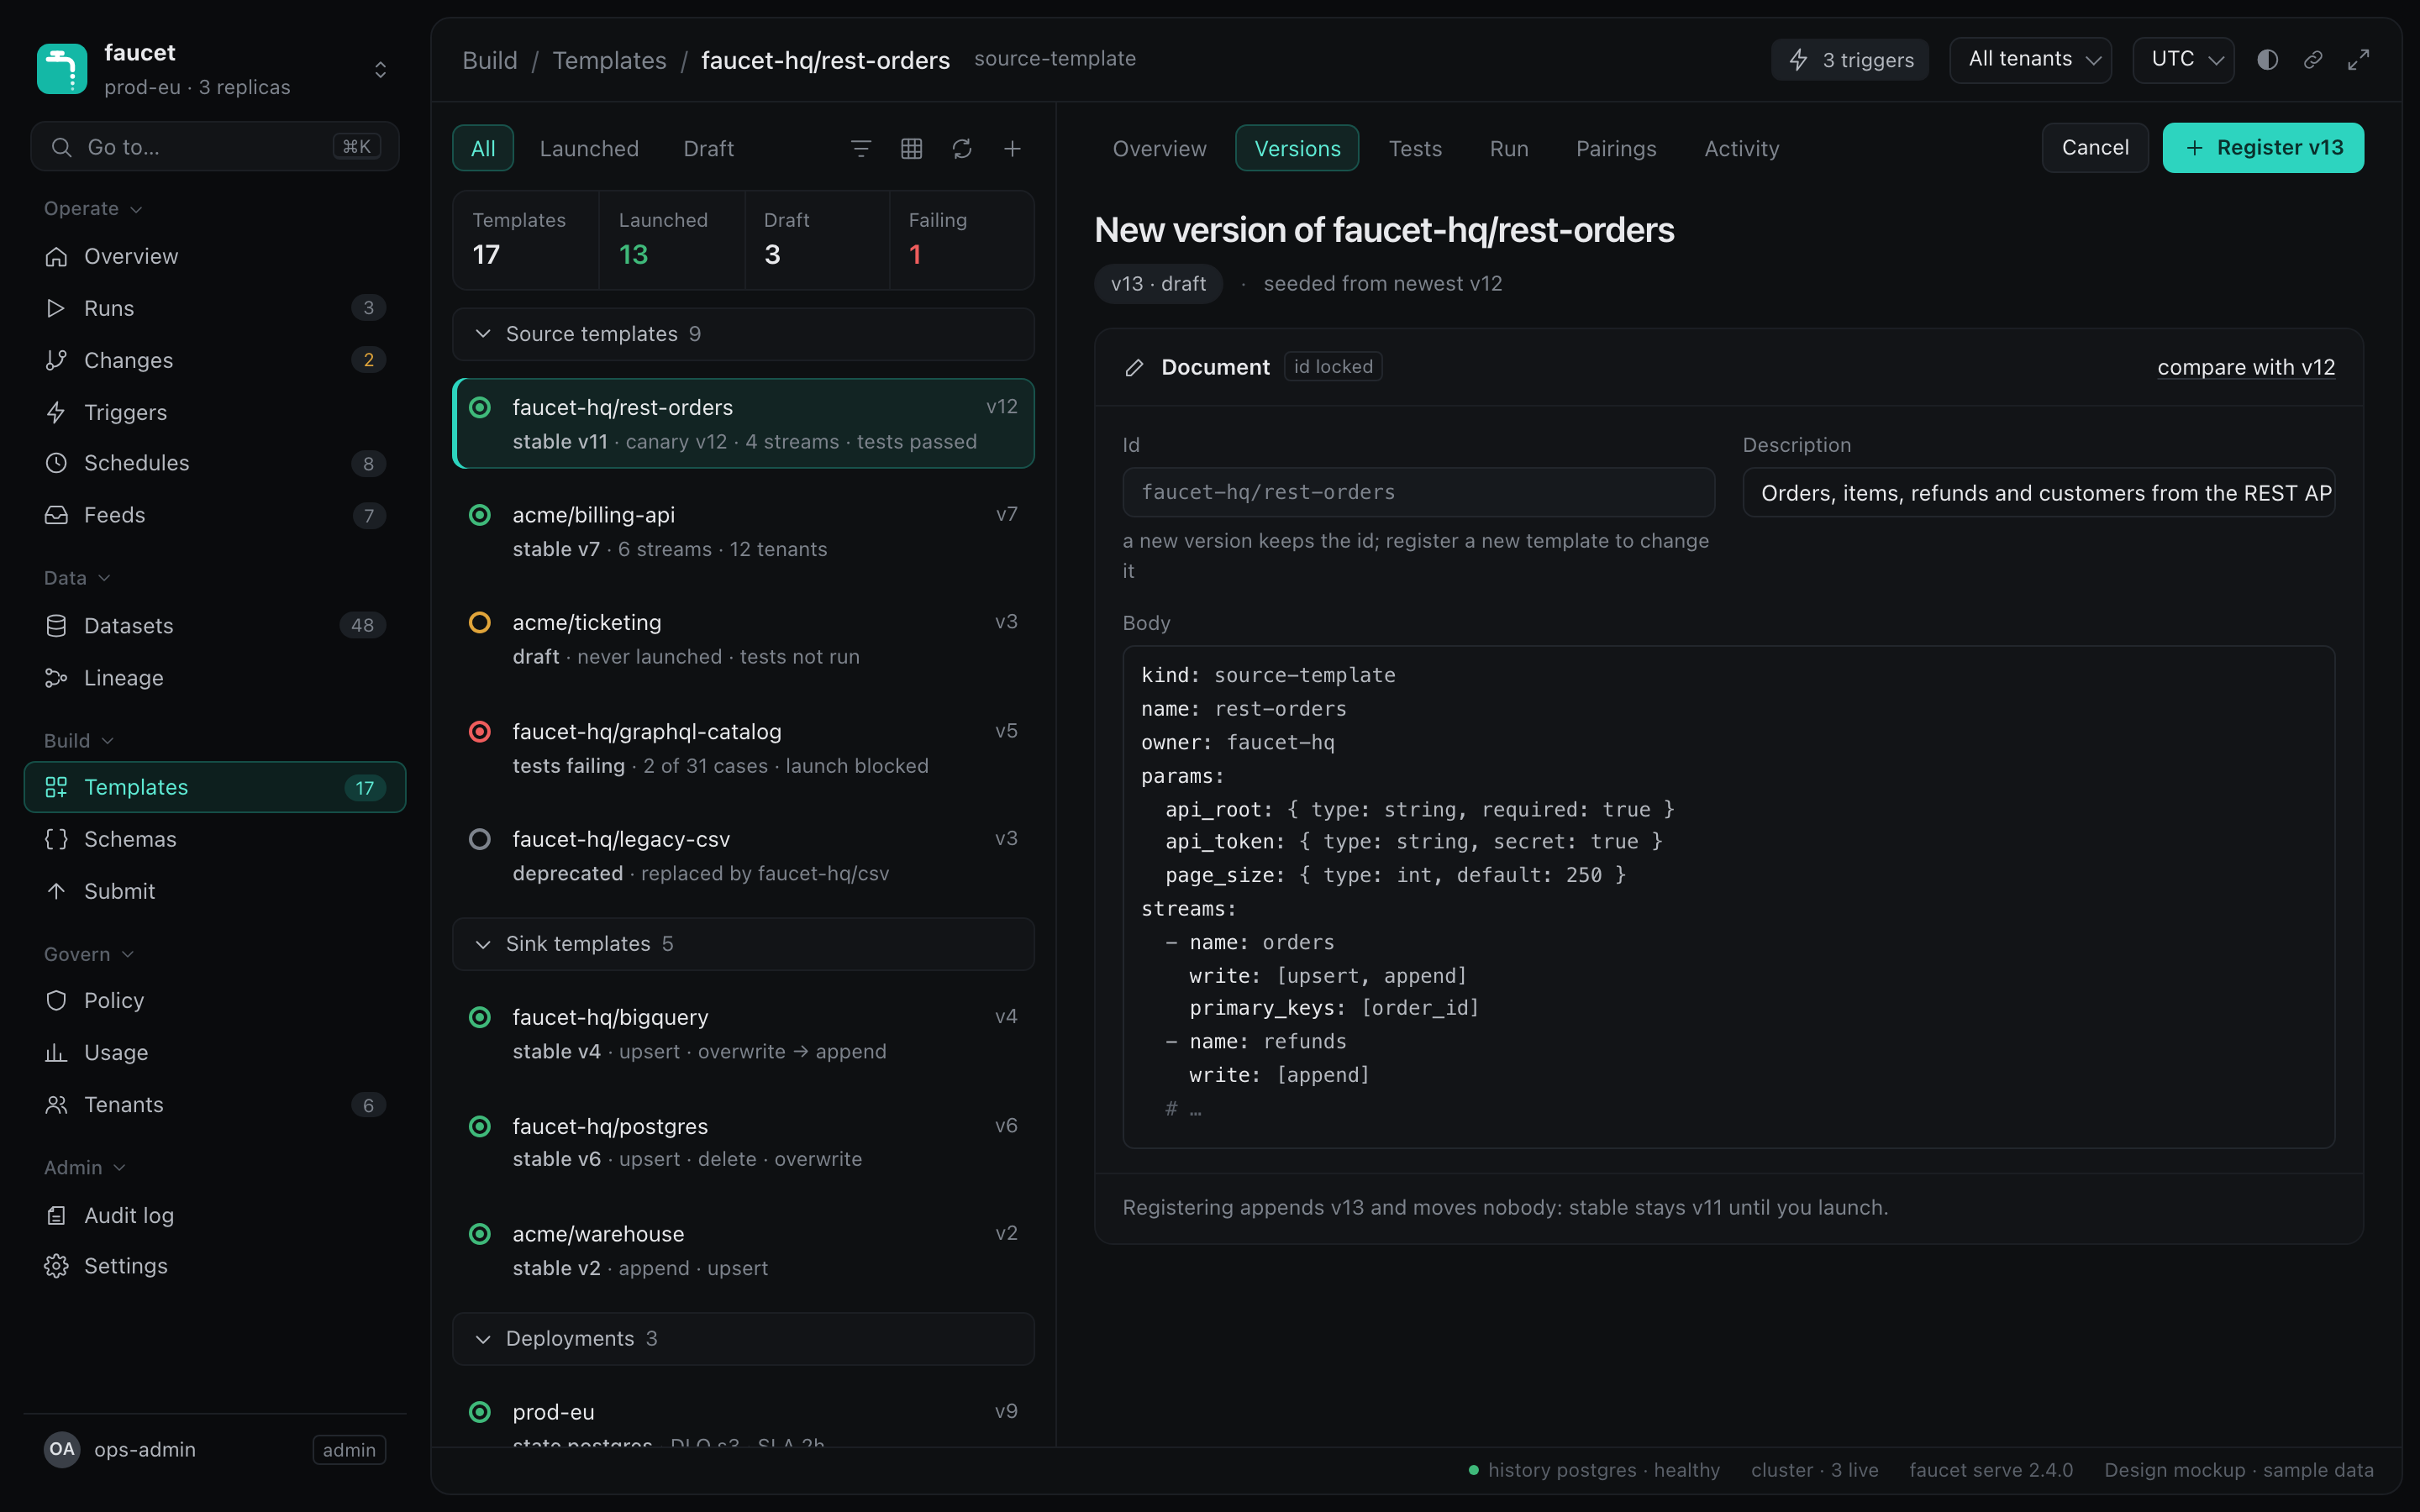 faucet
prod-eu · 3 replicas
Go to...
⌘K
Operate
Overview
Runs 3
Changes 2
Triggers
Schedules 8
Feeds 7
Data
Datasets 48
Lineage
Build
Templates 17
Schemas
Submit
Govern
Policy
Usage
Tenants 6
Admin
Audit log
Settings
OA ops-admin admin
Build / Templates / faucet-hq/rest-orders source-template
3 triggers
All tenants
UTC
All Launched Draft
Templates Launched Draft Failing
17 13 3 1
Source templates 9
faucet-hq/rest-orders v12
stable v11 · canary v12 · 4 streams · tests passed
acme/billing-api v7
stable v7 · 6 streams · 12 tenants
acme/ticketing v3
draft · never launched · tests not run
faucet-hq/graphql-catalog v5
tests failing · 2 of 31 cases · launch blocked
faucet-hq/legacy-csv v3
deprecated · replaced by faucet-hq/csv
Sink templates 5
faucet-hq/bigquery v4
stable v4 · upsert · overwrite → append
faucet-hq/postgres v6
stable v6 · upsert · delete · overwrite
acme/warehouse v2
stable v2 · append · upsert
Deployments 3
prod-eu v9
state postgres · DLQ s3 · SLA 2h
Overview Versions Tests Run Pairings Activity
Cancel
+ Register v13
New version of faucet-hq/rest-orders
v13 · draft · seeded from newest v12
Document id locked compare with v12
Id
faucet-hq/rest-orders
a new version keeps the id; register a new template to change
it
Description
Orders, items, refunds and customers from the REST AP
Body
kind: source-template
name: rest-orders
owner: faucet-hq
params:
  api_root: { type: string, required: true }
  api_token: { type: string, secret: true }
  page_size: { type: int, default: 250 }
streams:
  - name: orders
    write: [upsert, append]
    primary_keys: [order_id]
  - name: refunds
    write: [append]
  # …
Registering appends v13 and moves nobody: stable stays v11 until you launch.
history postgres · healthy
cluster · 3 live
faucet serve 2.4.0
Design mockup · sample data